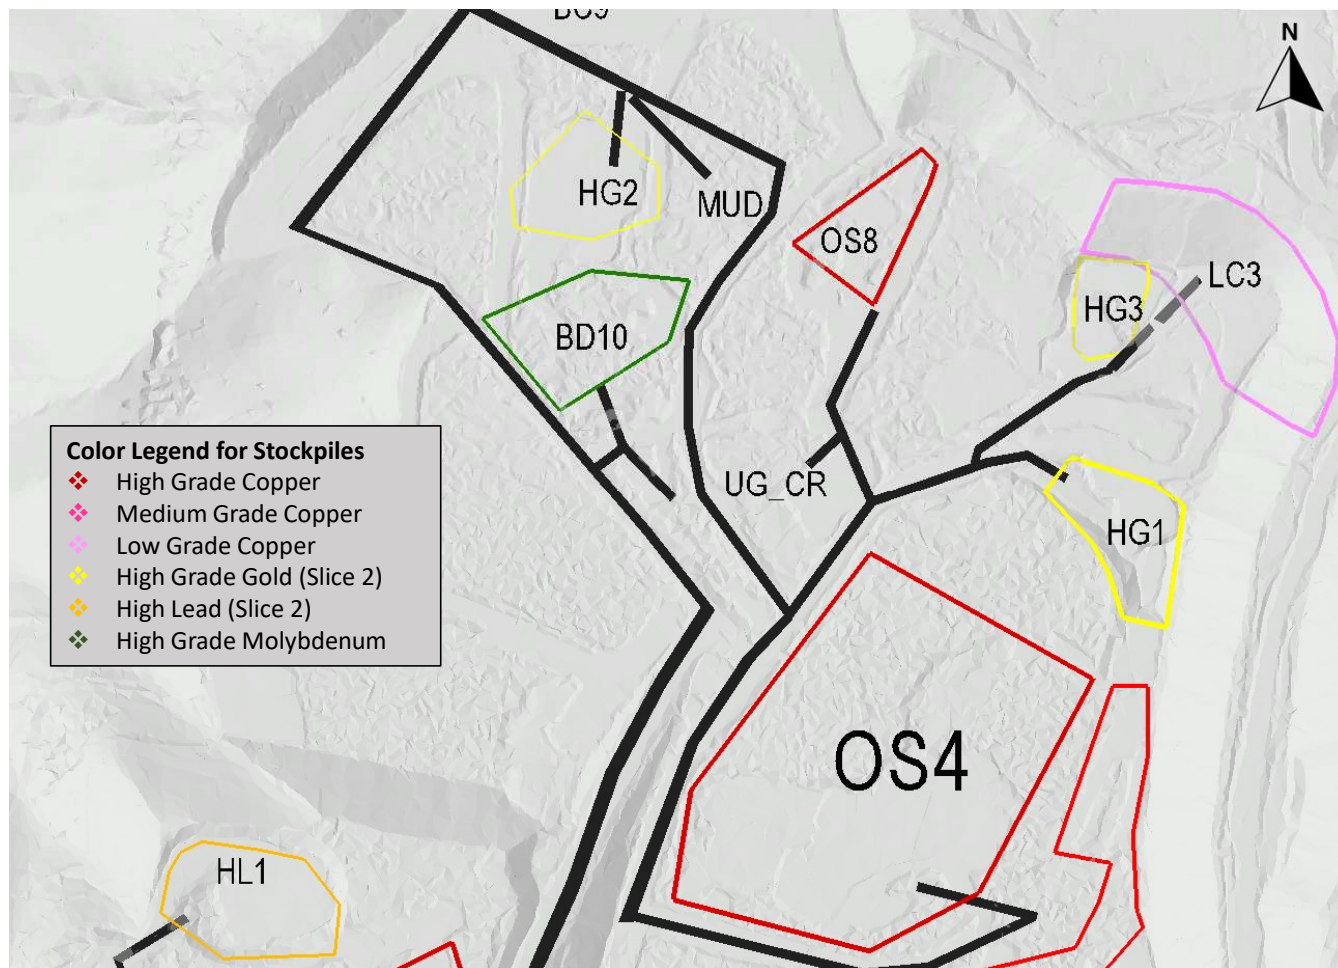 N
HG2
MUD
OS8
LC3
HG3
BD10
Color Legend for Stockpiles
High Grade Copper
Medium Grade Copper
Low Grade Copper
High Grade Gold (Slice 2)
High Lead (Slice 2)
High Grade Molybdenum
UG_CR
HG1
OS4
HL1